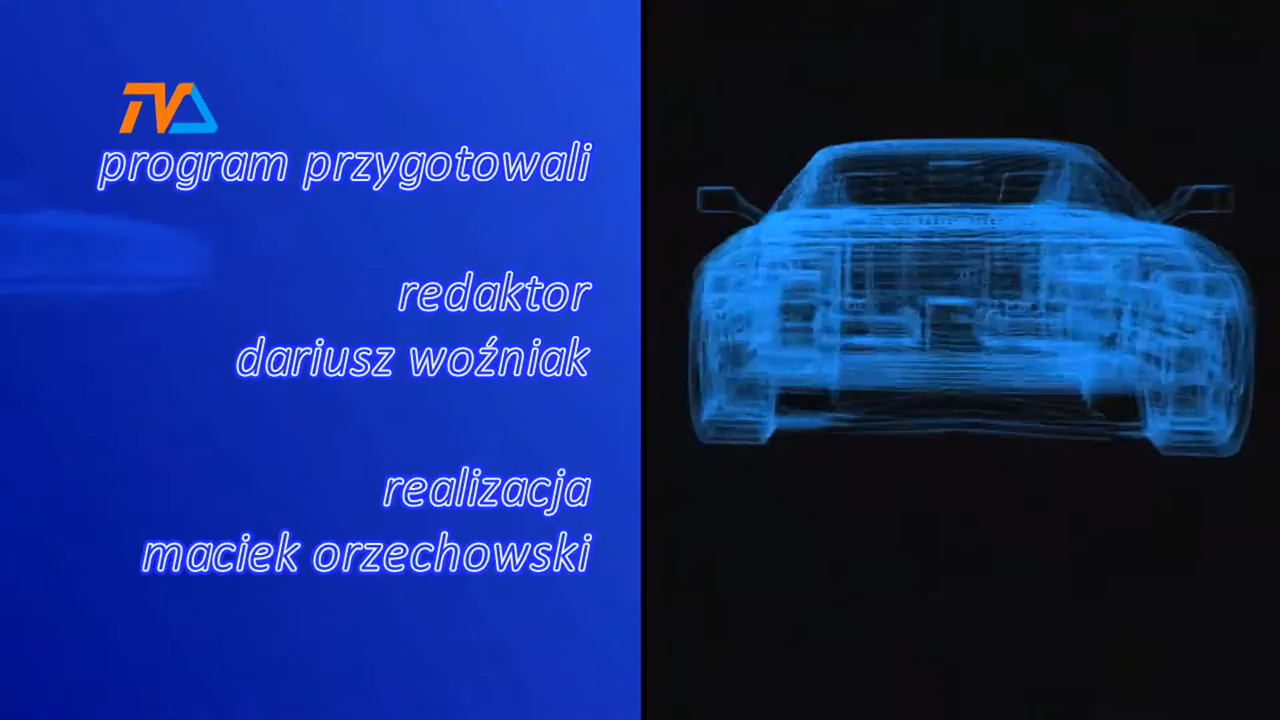 TVA
program przygotowali
redaktor
dariusz woźniak
realizacja
maciek orzechowski